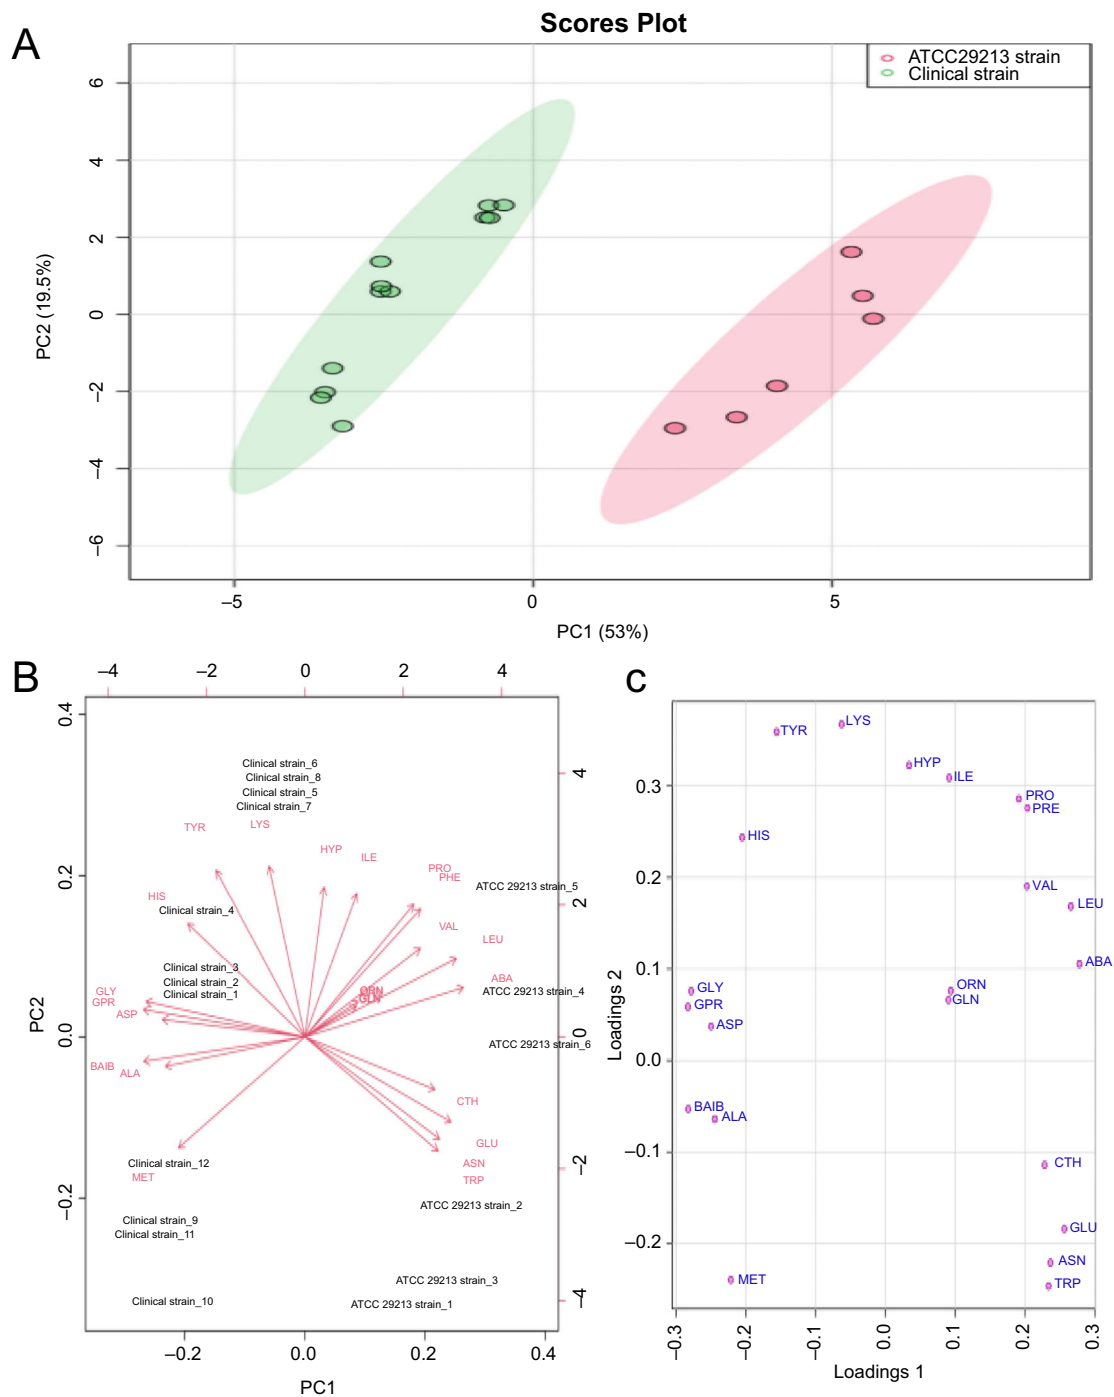 A
Scores Plot
ATCC29213 strain
Clinical strain
6
4
2
0
−2
−4
−6
PC2 (19.5%)
−5
0
5
PC1 (53%)
B
−4
−2
0
2
4
0.4
0.2
0.0
−0.2
PC2
4
2
0
−2
−4
Clinical strain_6
Clinical strain_8
Clinical strain_5
Clinical strain_7
TYR
LYS
HYP
ILE
PRO
PHE
ATCC 29213 strain_5
HIS
Clinical strain_4
VAL
LEU
Clinical strain_3
Clinical strain_2
Clinical strain_1
GLY
GPR
ASP
ORN
GLN
ABA
ATCC 29213 strain_4
ATCC 29213 strain_6
BAIB
ALA
CTH
GLU
ASN
TRP
Clinical strain_12
MET
ATCC 29213 strain_2
Clinical strain_9
Clinical strain_11
ATCC 29213 strain_3
Clinical strain_10
ATCC 29213 strain_1
−0.2
0.0
0.2
0.4
PC1
C
0.3
0.2
0.1
0.0
−0.1
−0.2
Loadings 2
TYR
LYS
HYP
ILE
PRO
PRE
HIS
VAL
LEU
ABA
GLY
GPR
ASP
ORN
GLN
BAIB
ALA
CTH
GLU
ASN
TRP
MET
−0.3
−0.2
−0.1
0.0
0.1
0.2
0.3
Loadings 1